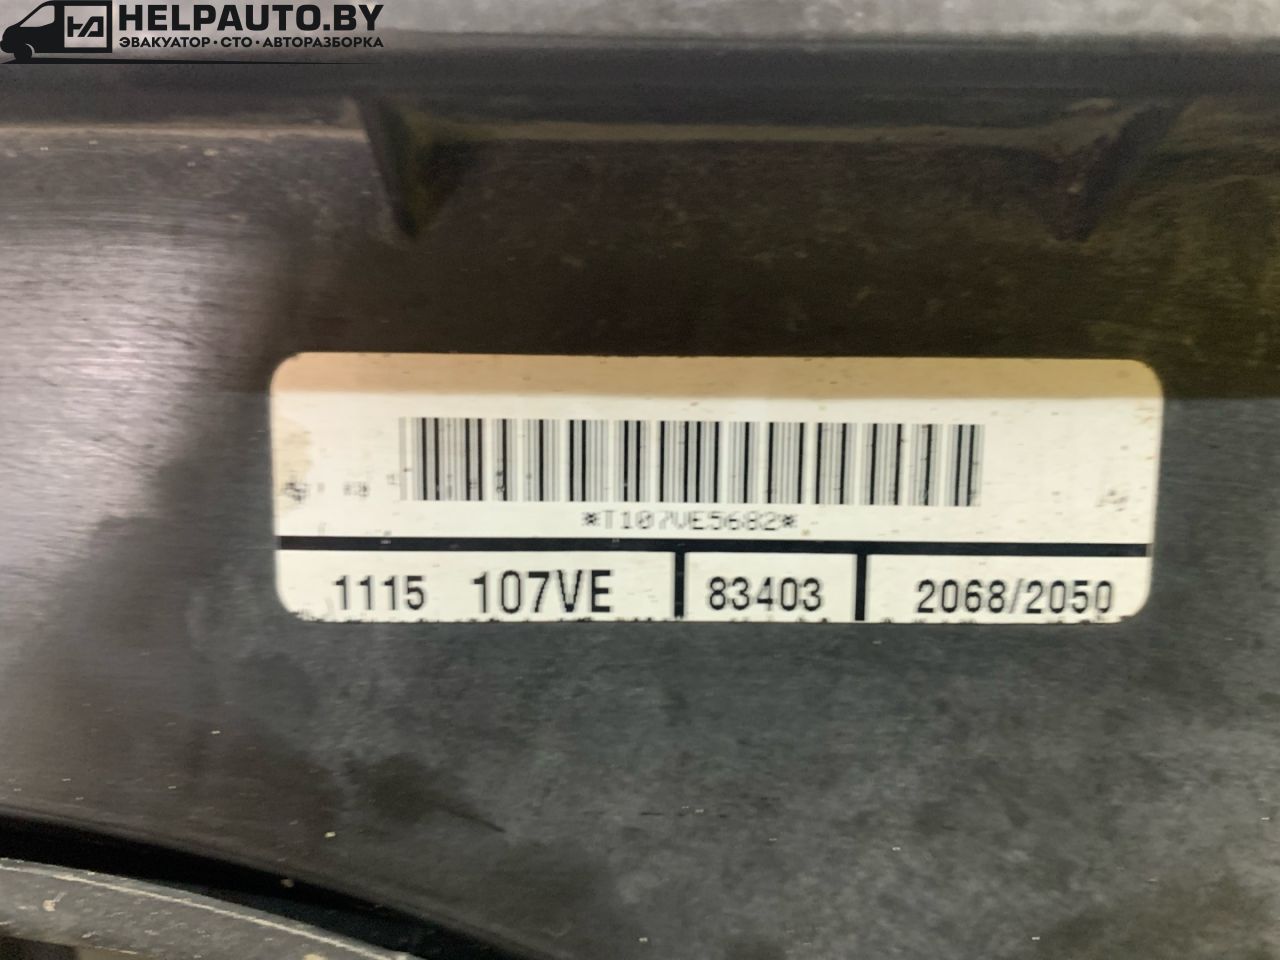 HELPAUTO.BY
ЭВАКУАТОР · СТО · АВТОРАЗБОРКА
*T107VE5682*
1115 107VE 83403 2068/2050